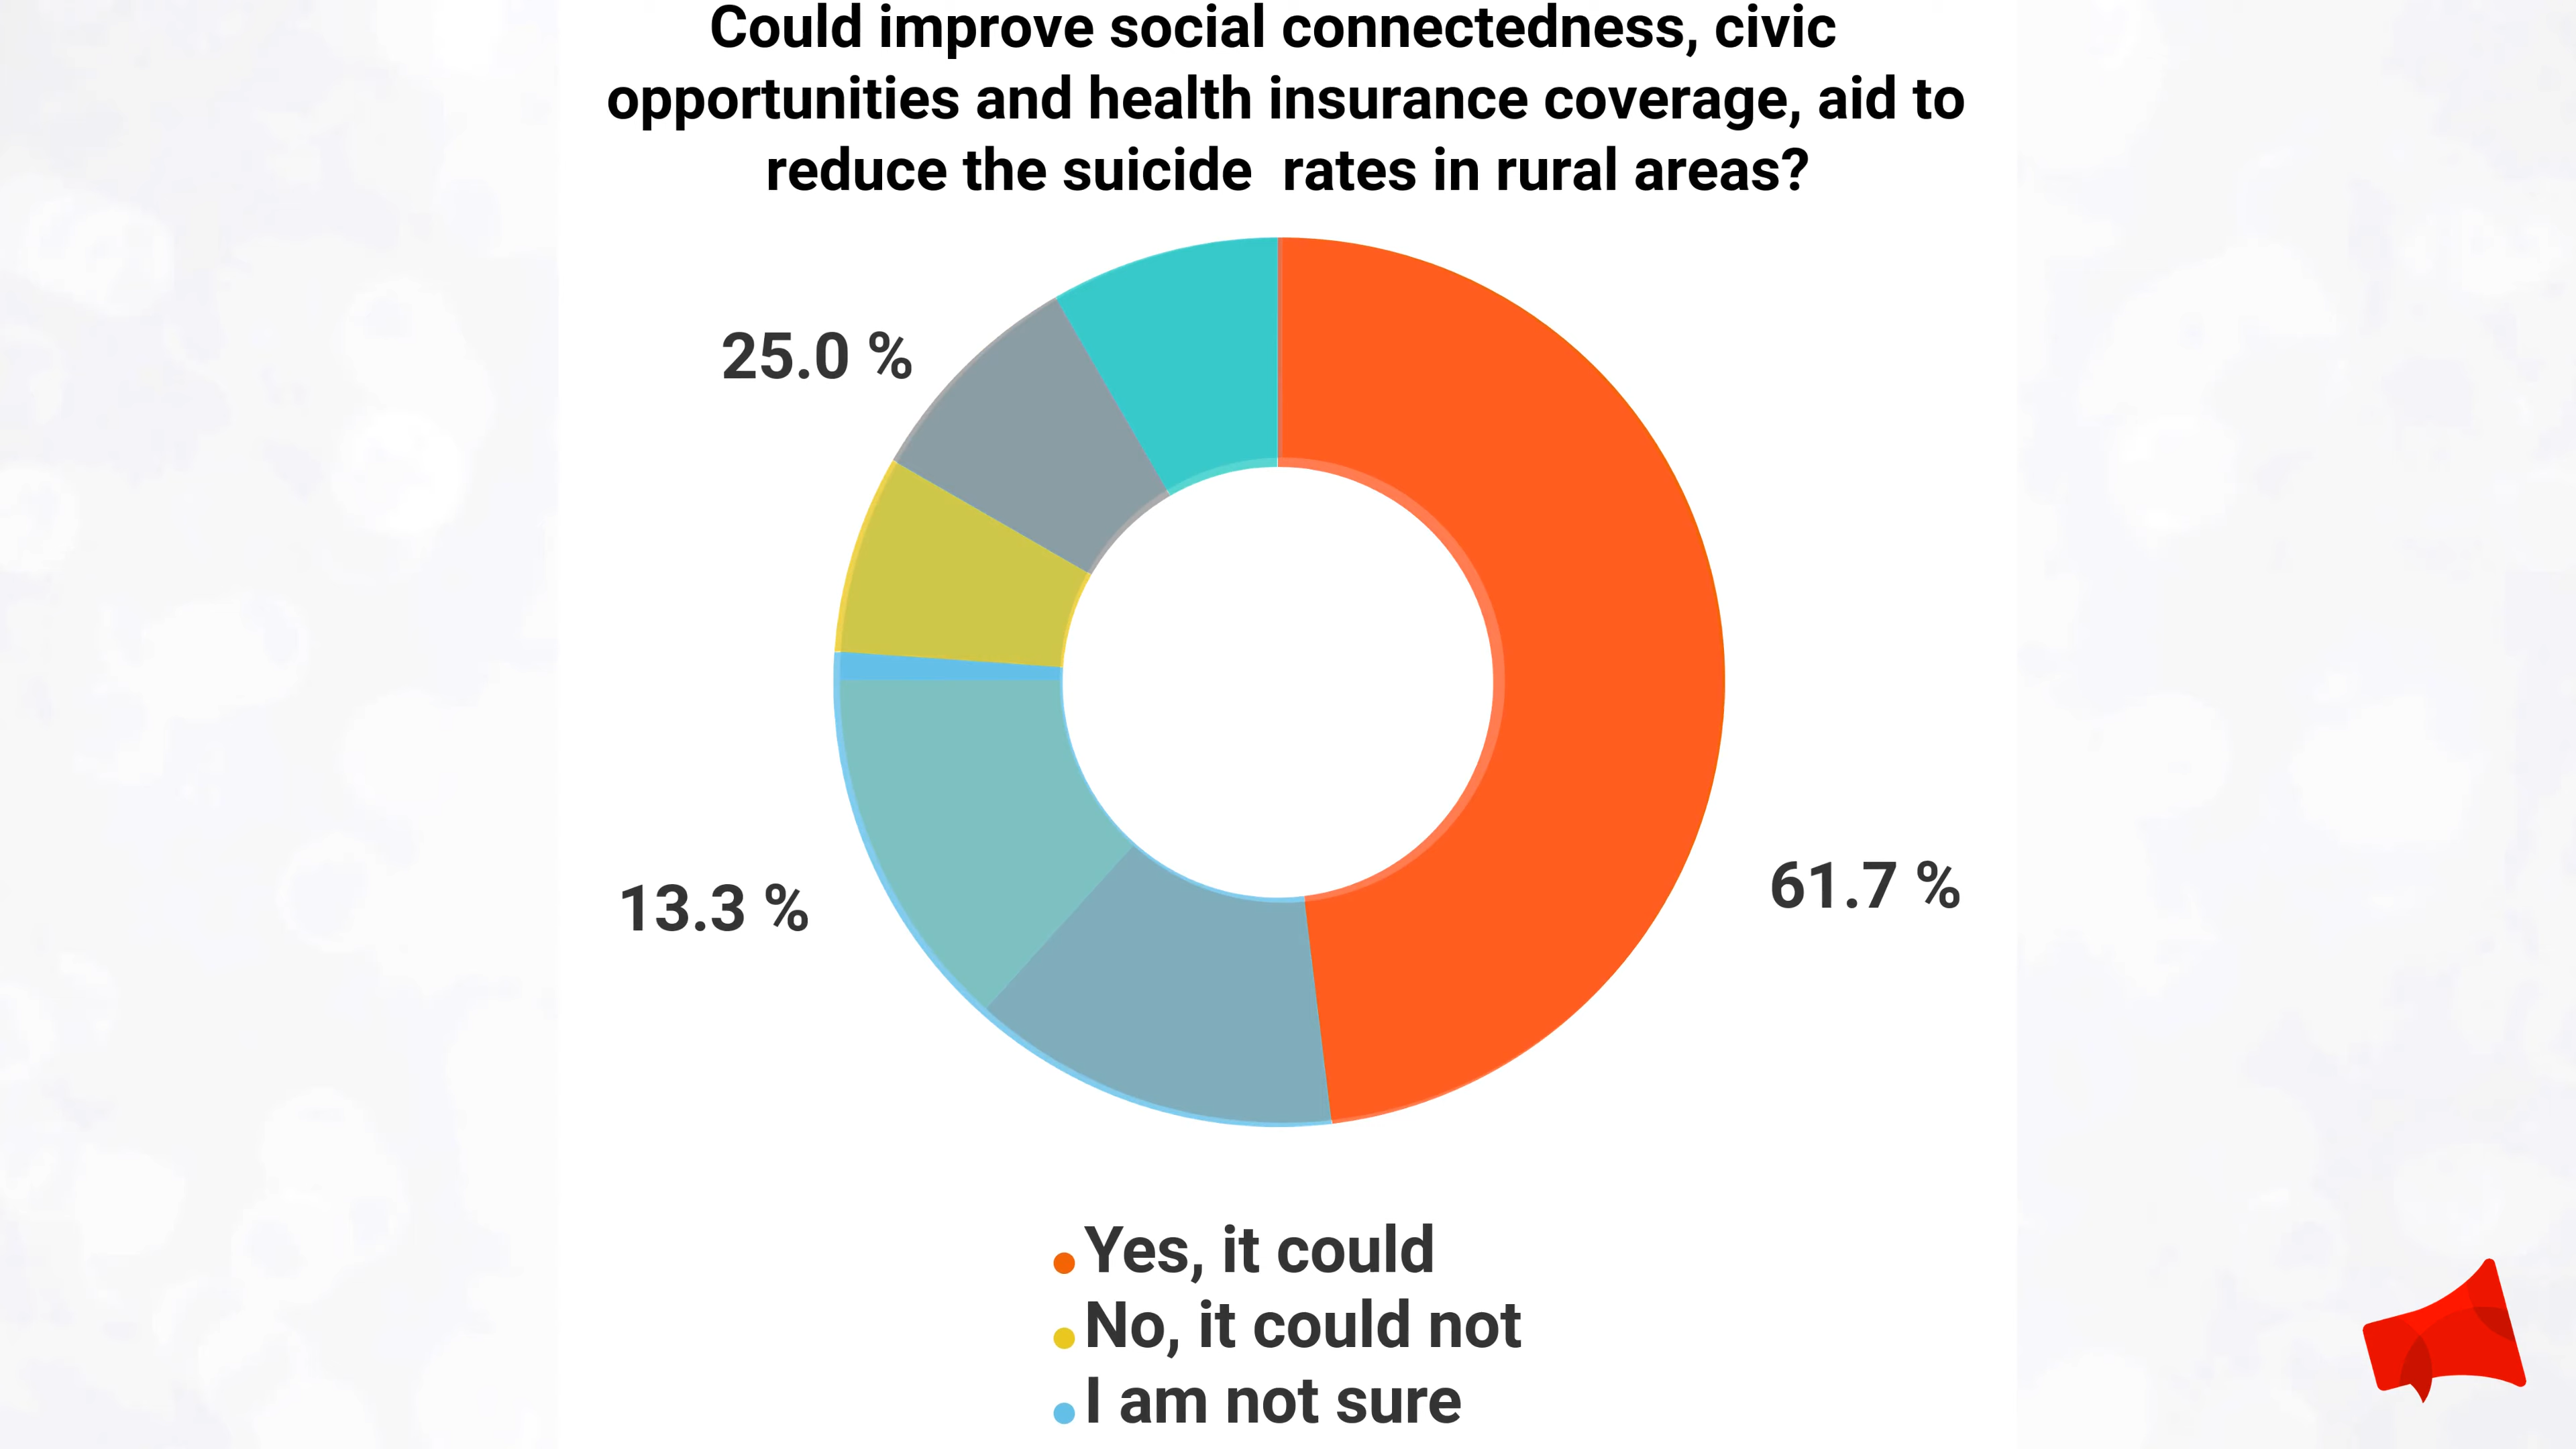 Could improve social connectedness, civic
opportunities and health insurance coverage, aid to
reduce the suicide  rates in rural areas?
25.0 %
61.7 %
13.3 %
Yes, it could
No, it could not
I am not sure